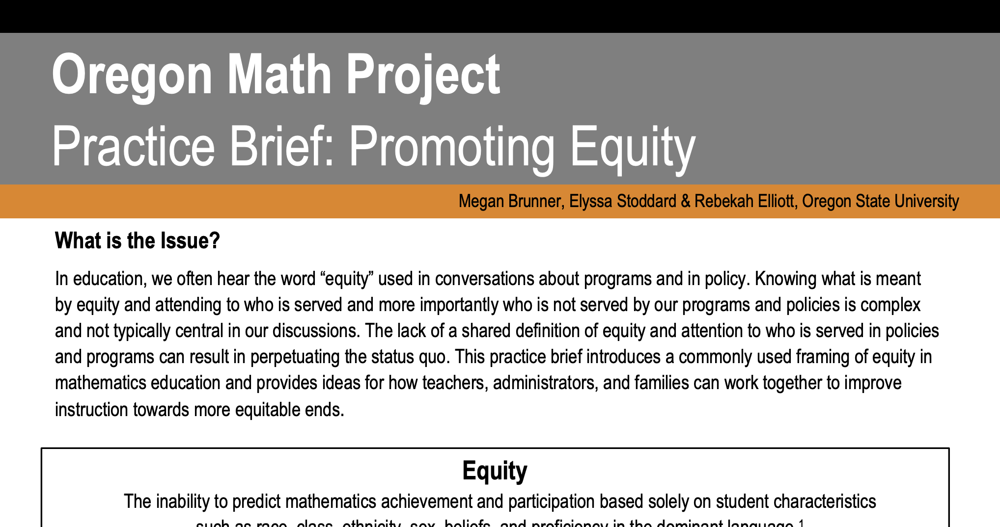 Oregon Math Project
Practice Brief: Promoting Equity
Megan Brunner, Elyssa Stoddard & Rebekah Elliott, Oregon State University
What is the Issue?
In education, we often hear the word “equity” used in conversations about programs and in policy. Knowing what is meant
by equity and attending to who is served and more importantly who is not served by our programs and policies is complex
and not typically central in our discussions. The lack of a shared definition of equity and attention to who is served in policies
and programs can result in perpetuating the status quo. This practice brief introduces a commonly used framing of equity in
mathematics education and provides ideas for how teachers, administrators, and families can work together to improve
instruction towards more equitable ends.
Equity
The inability to predict mathematics achievement and participation based solely on student characteristics
such as race, class, ethnicity, sex, beliefs, and proficiency in the dominant language.¹